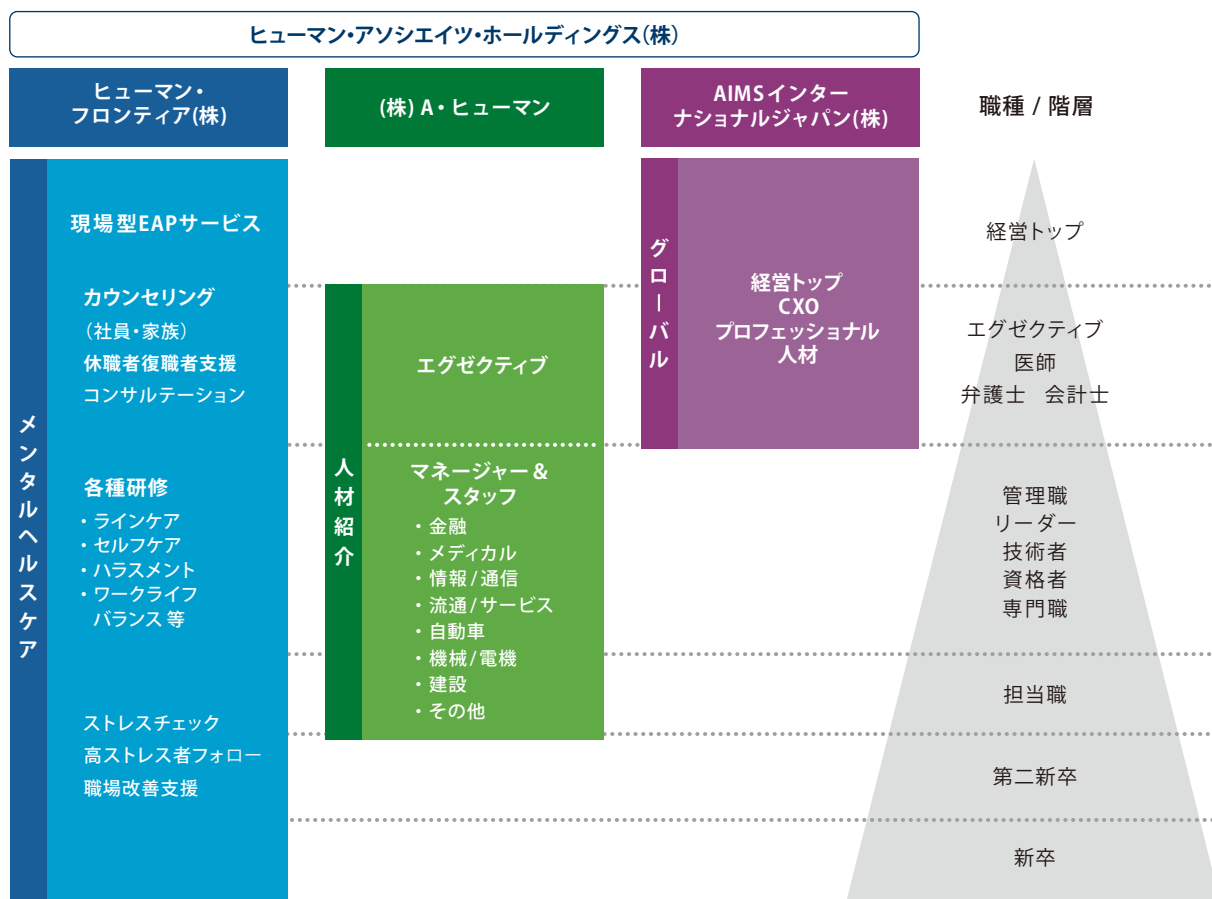 ヒューマン・アソシエイツ・ホールディングス(株)
ヒューマン・
フロンティア(株)
(株) A・ヒューマン
AIMSインター
ナショナルジャパン(株)
職種 / 階層
メンタルヘルスケア
現場型EAPサービス
カウンセリング
（社員・家族）
休職者復職者支援
コンサルテーション
各種研修
・ラインケア
・セルフケア
・ハラスメント
・ワークライフ
バランス 等
ストレスチェック
高ストレス者フォロー
職場改善支援
人材紹介
エグゼクティブ
マネージャー &
スタッフ
・金融
・メディカル
・情報/通信
・流通/サービス
・自動車
・機械/電機
・建設
・その他
グローバル
経営トップ
CXO
プロフェッショナル
人材
経営トップ
エグゼクティブ
医師
弁護士 会計士
管理職
リーダー
技術者
資格者
専門職
担当職
第二新卒
新卒